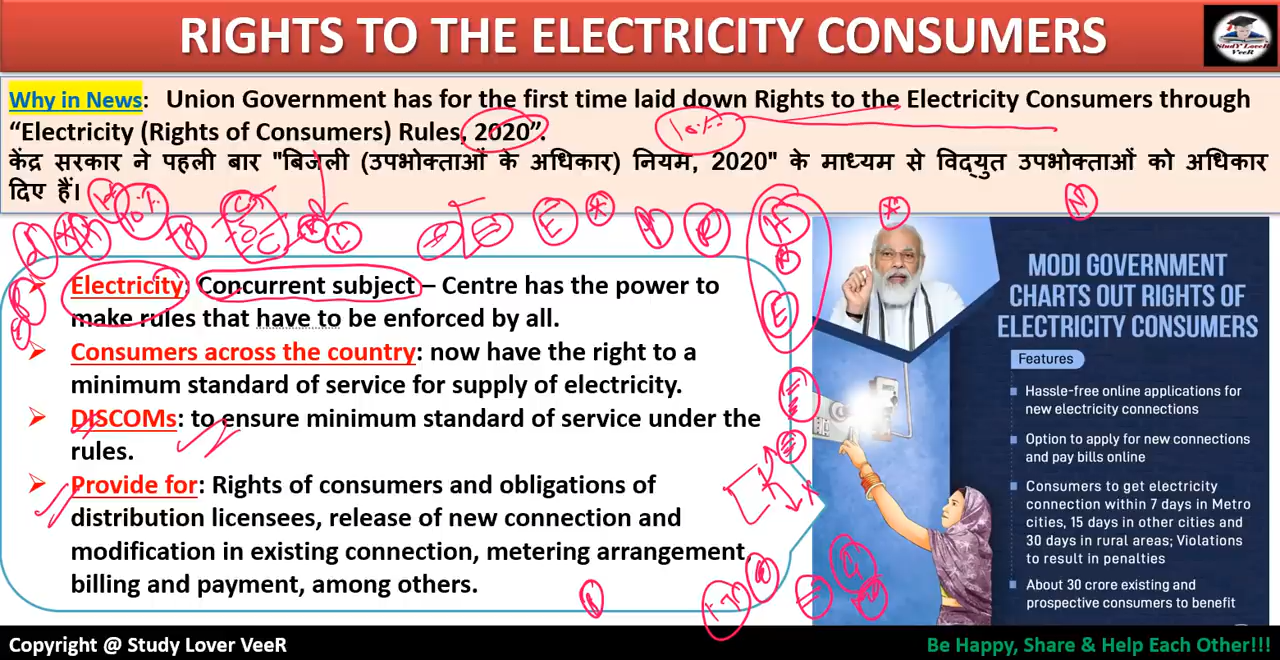 RIGHTS TO THE ELECTRICITY CONSUMERS
StudY LoveR
VeeR
Why in News: Union Government has for the first time laid down Rights to the Electricity Consumers through
“Electricity (Rights of Consumers) Rules, 2020”.
केंद्र सरकार ने पहली बार "बिजली (उपभोक्ताओं के अधिकार) नियम, 2020" के माध्यम से विद्युत उपभोक्ताओं को अधिकार
दिए हैं।
Electricity: Concurrent subject – Centre has the power to
make rules that have to be enforced by all.
Consumers across the country: now have the right to a
minimum standard of service for supply of electricity.
DISCOMs: to ensure minimum standard of service under the
rules.
Provide for: Rights of consumers and obligations of
distribution licensees, release of new connection and
modification in existing connection, metering arrangement,
billing and payment, among others.
MODI GOVERNMENT
CHARTS OUT RIGHTS OF
ELECTRICITY CONSUMERS
Features
Hassle-free online applications for
new electricity connections
Option to apply for new connections
and pay bills online
Consumers to get electricity
connection within 7 days in Metro
cities, 15 days in other cities and
30 days in rural areas; Violations
to result in penalties
About 30 crore existing and
prospective consumers to benefit
Copyright @ Study Lover VeeR
Be Happy, Share & Help Each Other!!!